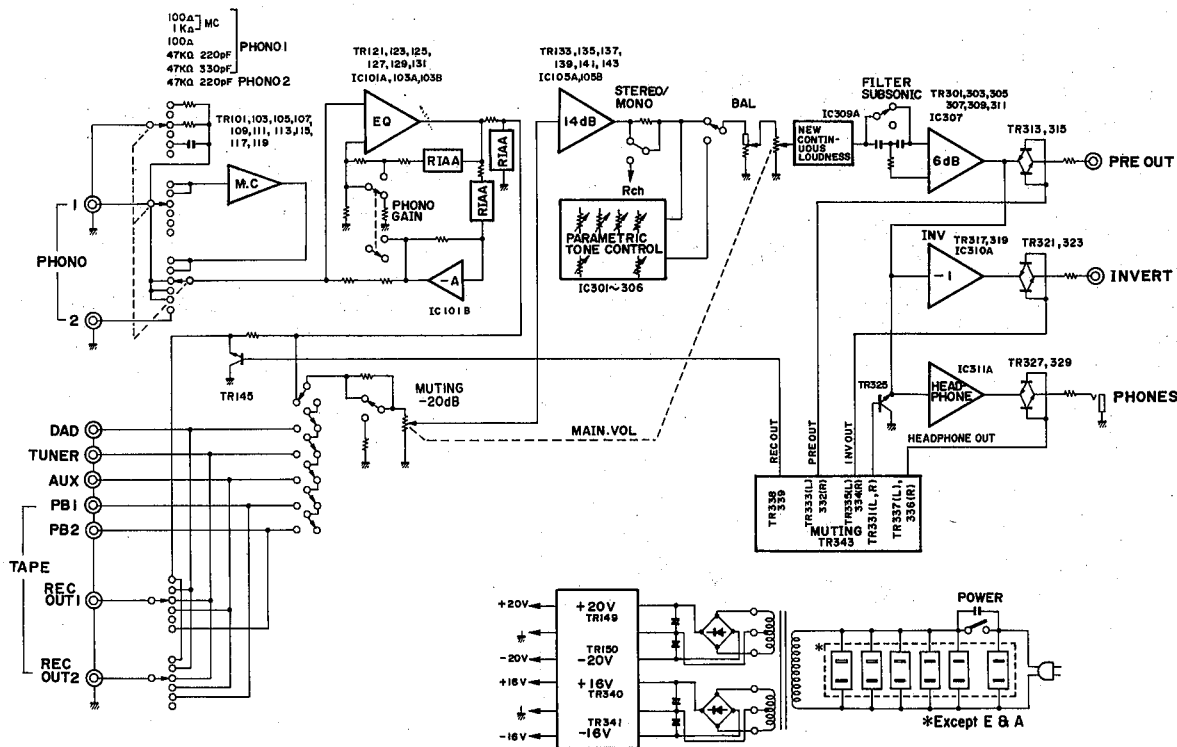 100Ω
1KΩ
MC
100Ω
47KΩ 220pF
47KΩ 330pF
PHONO1
47KΩ 220pF PHONO 2
TR101, 103, 105, 107,
109, 111, 113, 115,
117, 119
M.C
1
PHONO
2
TR121, 123, 125,
127, 129, 131
IC101A, 103A, 103B
EQ
RIAA
RIAA
RIAA
PHONO
GAIN
-A
IC101B
TR133, 135, 137,
139, 141, 143
IC105A, 105B
14dB
STEREO/
MONO
Rch
PARAMETRIC
TONE CONTROL
IC301~306
BAL
IC309A
NEW
CONTIN-
UOUS
LOUDNESS
FILTER
SUBSONIC
TR301, 303, 305
307, 309, 311
IC307
6dB
TR313, 315
PRE OUT
INV
TR317, 319
IC310A
-1
TR321, 323
INVERT
TR325
IC311A
HEAD-
PHONE
TR327, 329
PHONES
HEADPHONE OUT
TR145
MUTING
-20dB
MAIN. VOL
REC OUT
PRE OUT
INV OUT
TR338
339
TR333(L)
332(R)
TR335(L)
334(R)
TR331(L, R)
TR337(L),
336(R)
MUTING
TR343
DAD
TUNER
AUX
PB1
PB2
TAPE
REC
OUT1
REC
OUT2
+20V
+20V
TR149
TR150
-20V
-20V
+16V
+16V
TR340
TR341
-16V
-16V
POWER
*
*Except E & A